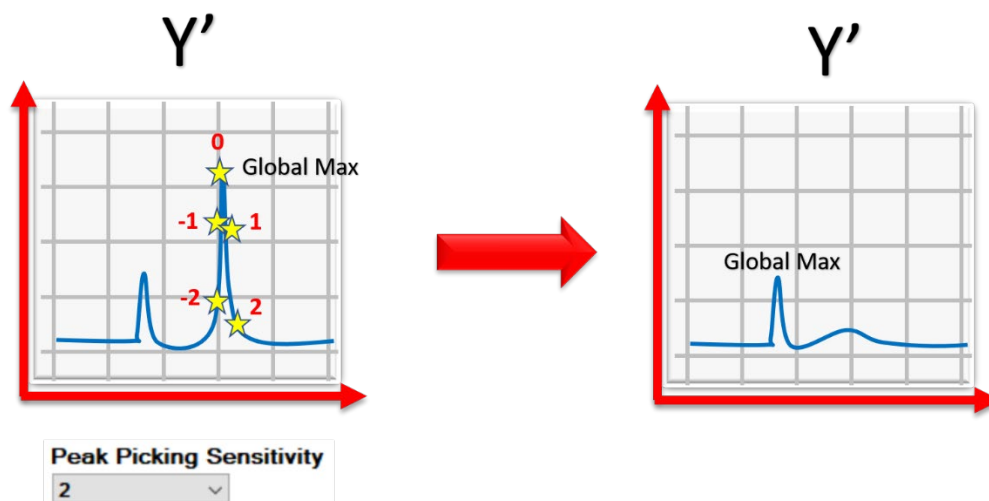 Y’
Y’
0
Global Max
-1
1
Global Max
-2
2
Peak Picking Sensitivity
2